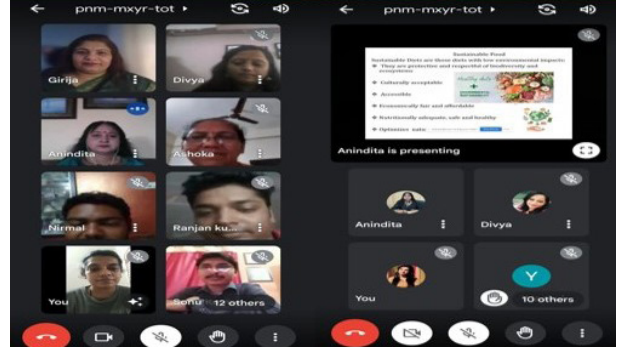 pnm-mxyr-tot
Girija
Divya
Anindita
Ashoka
Nirmal
Ranjan ku...
You
Sonu
12 others
pnm-mxyr-tot
Sustainable Food
Sustainable Diets are those diets with low environmental impacts:
They are protective and respectful of biodiversity and
ecosystems
Culturally acceptable
Accessible
Economically fair and affordable
Nutritionally adequate, safe and healthy
Healthy diets
Anindita is presenting
Anindita
Divya
You
Y
10 others